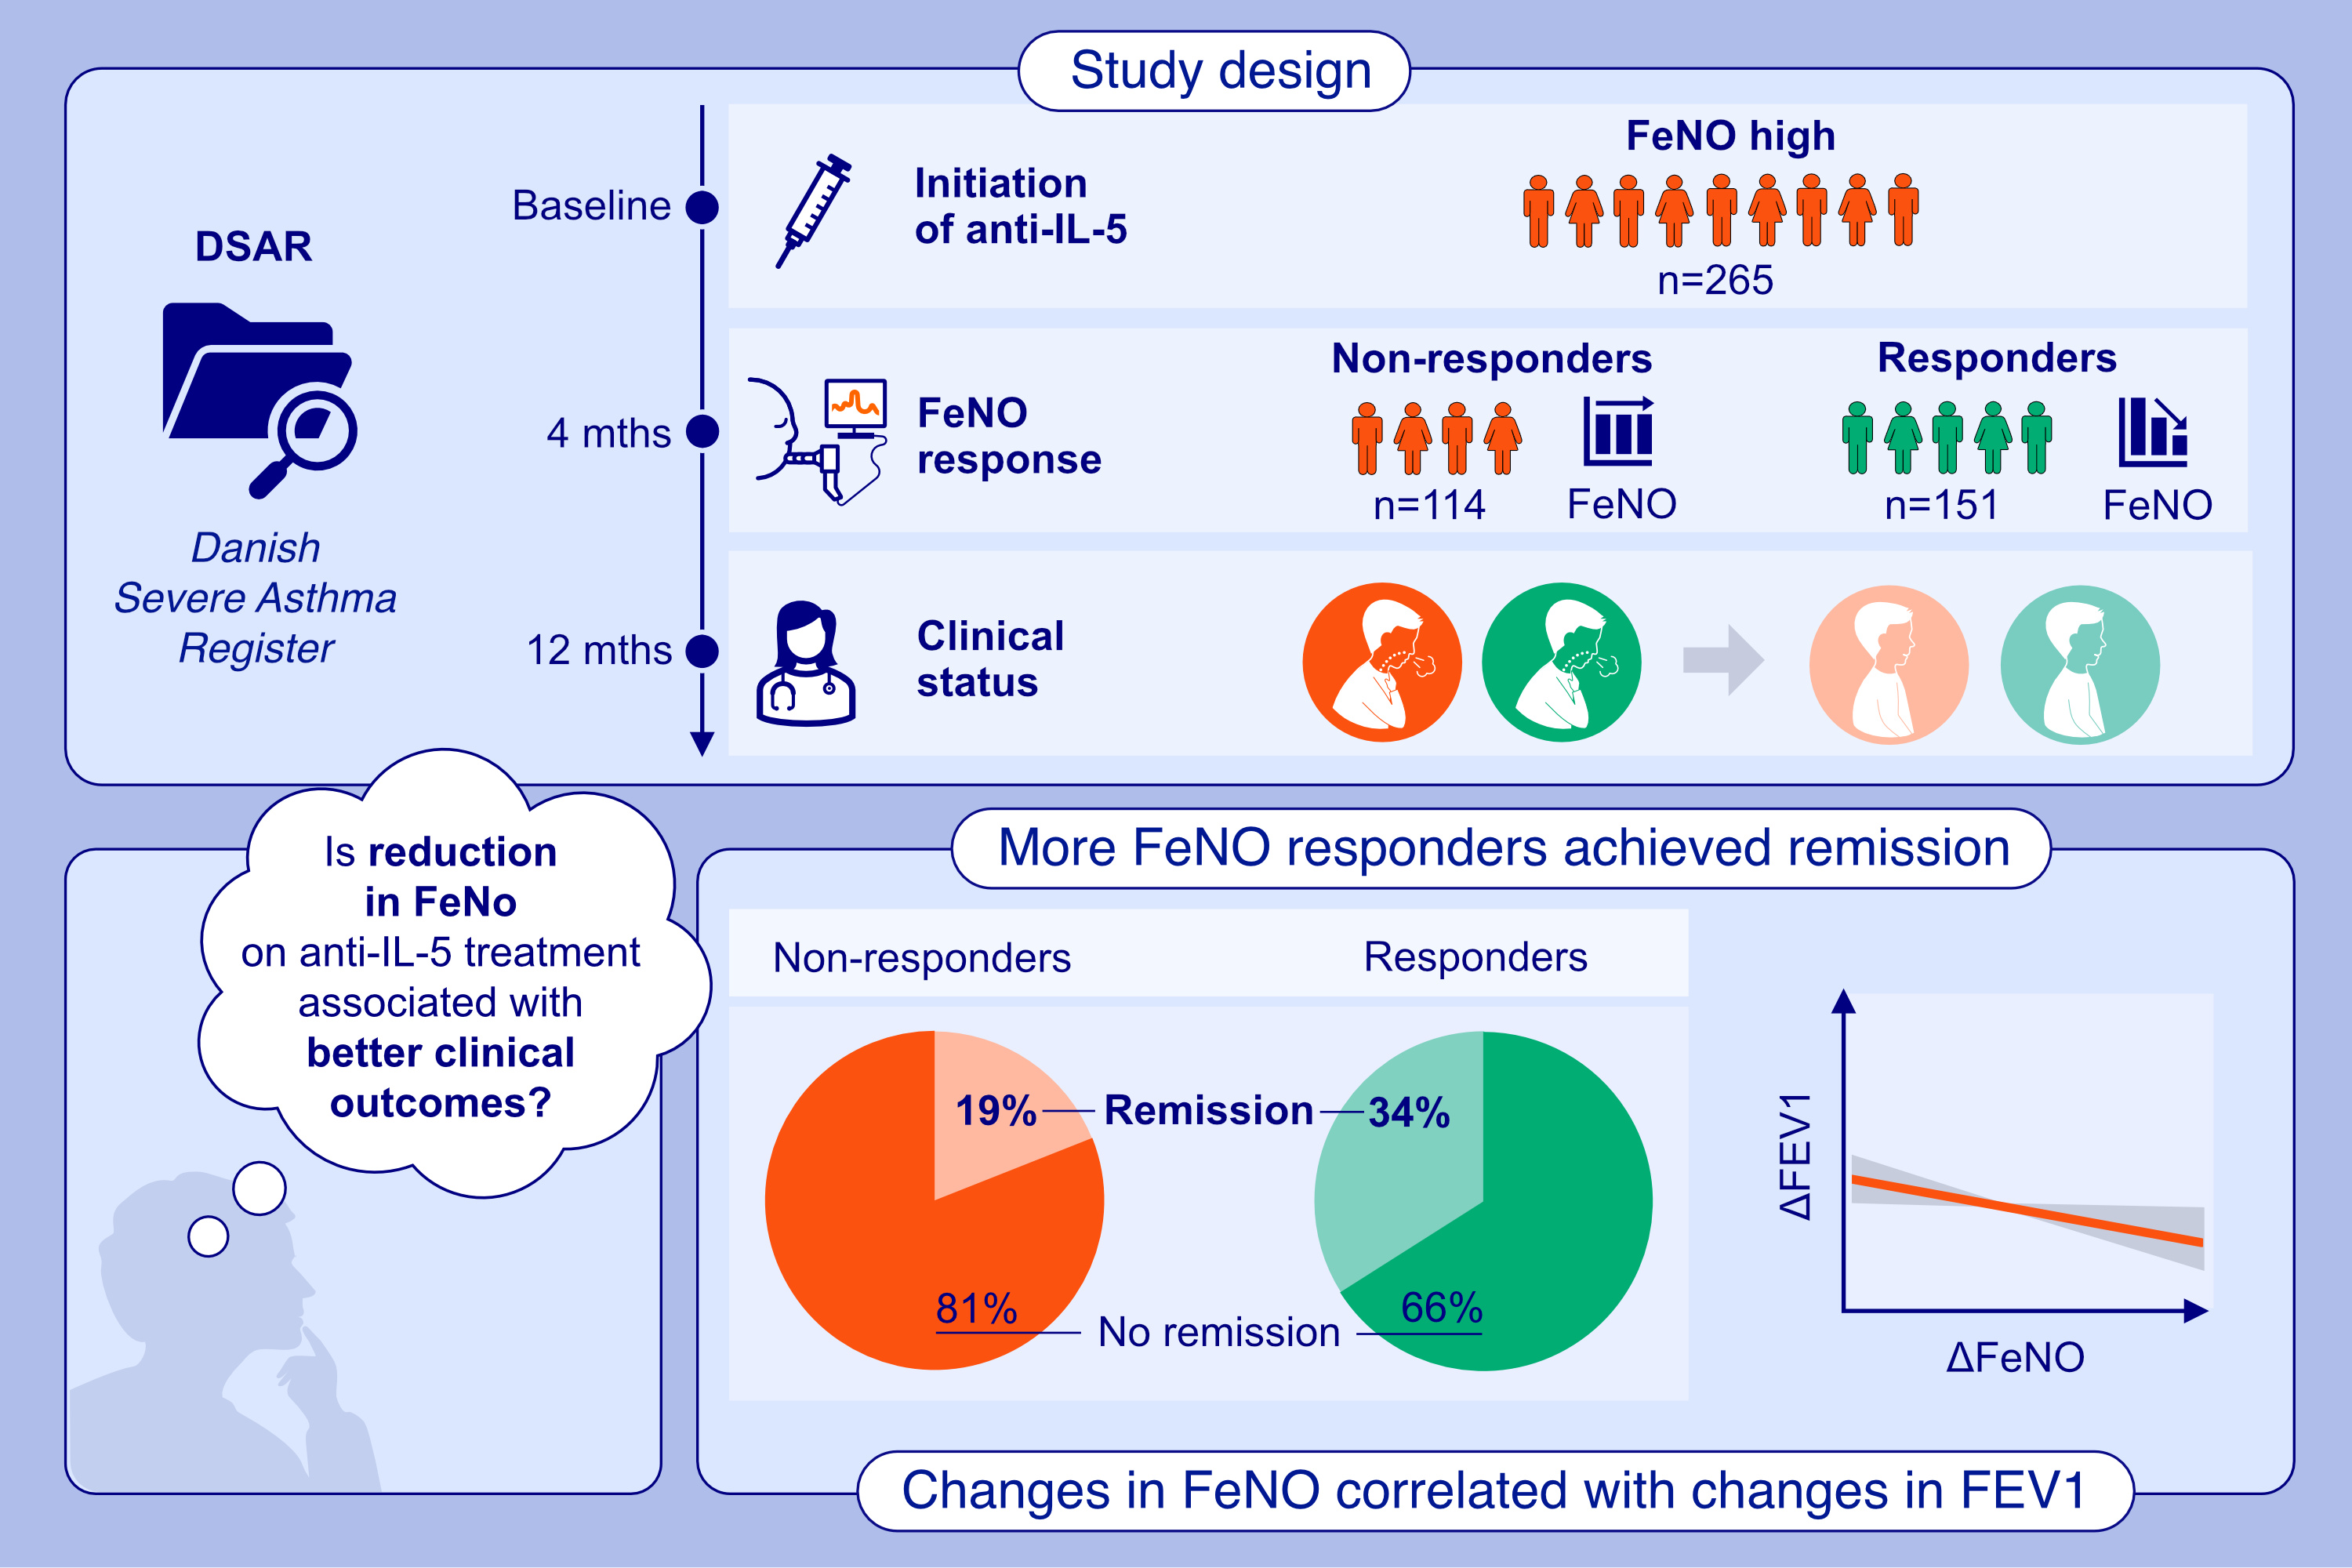 Study design
DSAR
Danish
Severe Asthma
Register
Baseline
Initiation
of anti-IL-5
FeNO high
n=265
4 mths
FeNO
response
Non-responders
n=114
FeNO
Responders
n=151
FeNO
12 mths
Clinical
status
Is reduction
in FeNo
on anti-IL-5 treatment
associated with
better clinical
outcomes?
More FeNO responders achieved remission
Non-responders
Responders
19%
Remission
34%
81%
No remission
66%
ΔFEV1
ΔFeNO
Changes in FeNO correlated with changes in FEV1